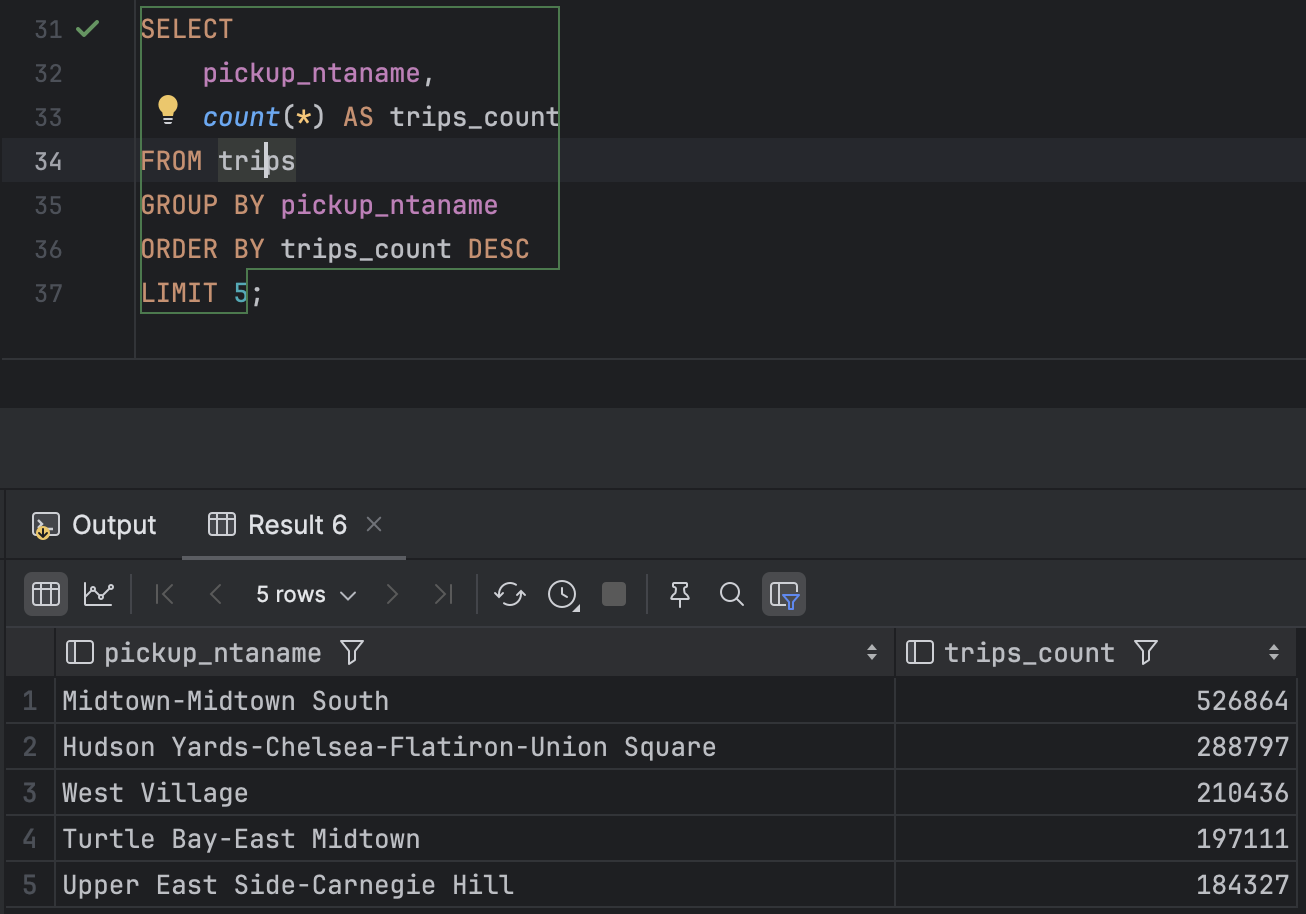 31 SELECT
32 pickup_ntaname,
33 count(*) AS trips_count
34 FROM trips
35 GROUP BY pickup_ntaname
36 ORDER BY trips_count DESC
37 LIMIT 5;
Output Result 6
5 rows
pickup_ntaname trips_count
1 Midtown-Midtown South 526864
2 Hudson Yards-Chelsea-Flatiron-Union Square 288797
3 West Village 210436
4 Turtle Bay-East Midtown 197111
5 Upper East Side-Carnegie Hill 184327